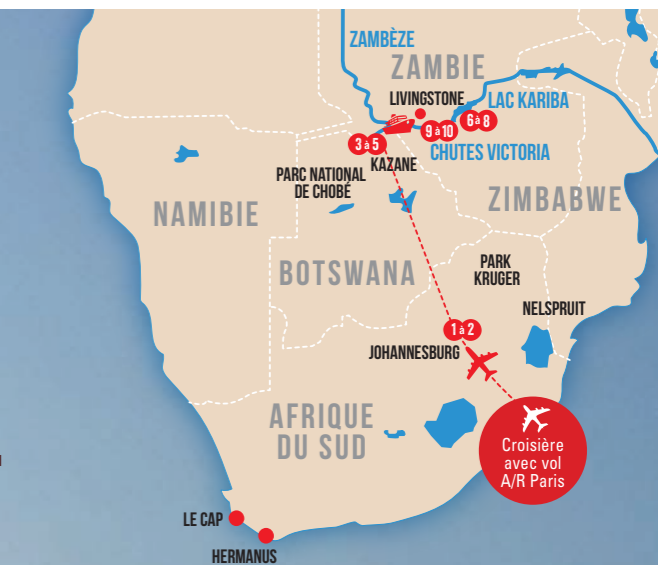 ZAMBÈZE
ZAMBIE
LIVINGSTONE
LAC KARIBA
6 à 8
9 à 10
3 à 5
CHUTES VICTORIA
KAZANE
PARC NATIONAL
DE CHOBÉ
NAMIBIE
ZIMBABWE
BOTSWANA
PARK
KRUGER
NELSPRUIT
1 à 2
JOHANNESBURG
AFRIQUE
DU SUD
Croisière
avec vol
A/R Paris
LE CAP
HERMANUS